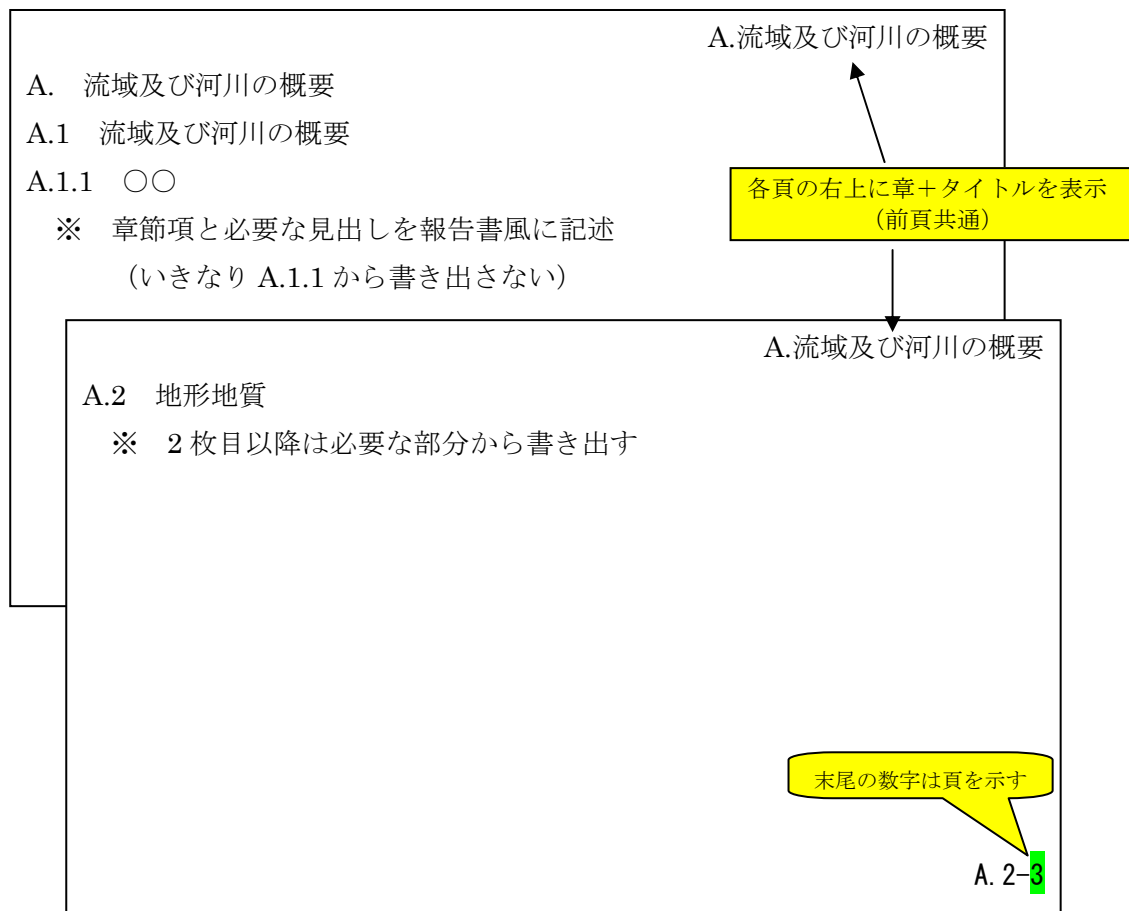 A.流域及び河川の概要
A.　流域及び河川の概要
A.1　流域及び河川の概要
A.1.1　○○
※　章節項と必要な見出しを報告書風に記述
（いきなり A.1.1 から書き出さない）
各頁の右上に章＋タイトルを表示
（前頁共通）
A.流域及び河川の概要
A.2　地形地質
※　2 枚目以降は必要な部分から書き出す
末尾の数字は頁を示す
A.2-3